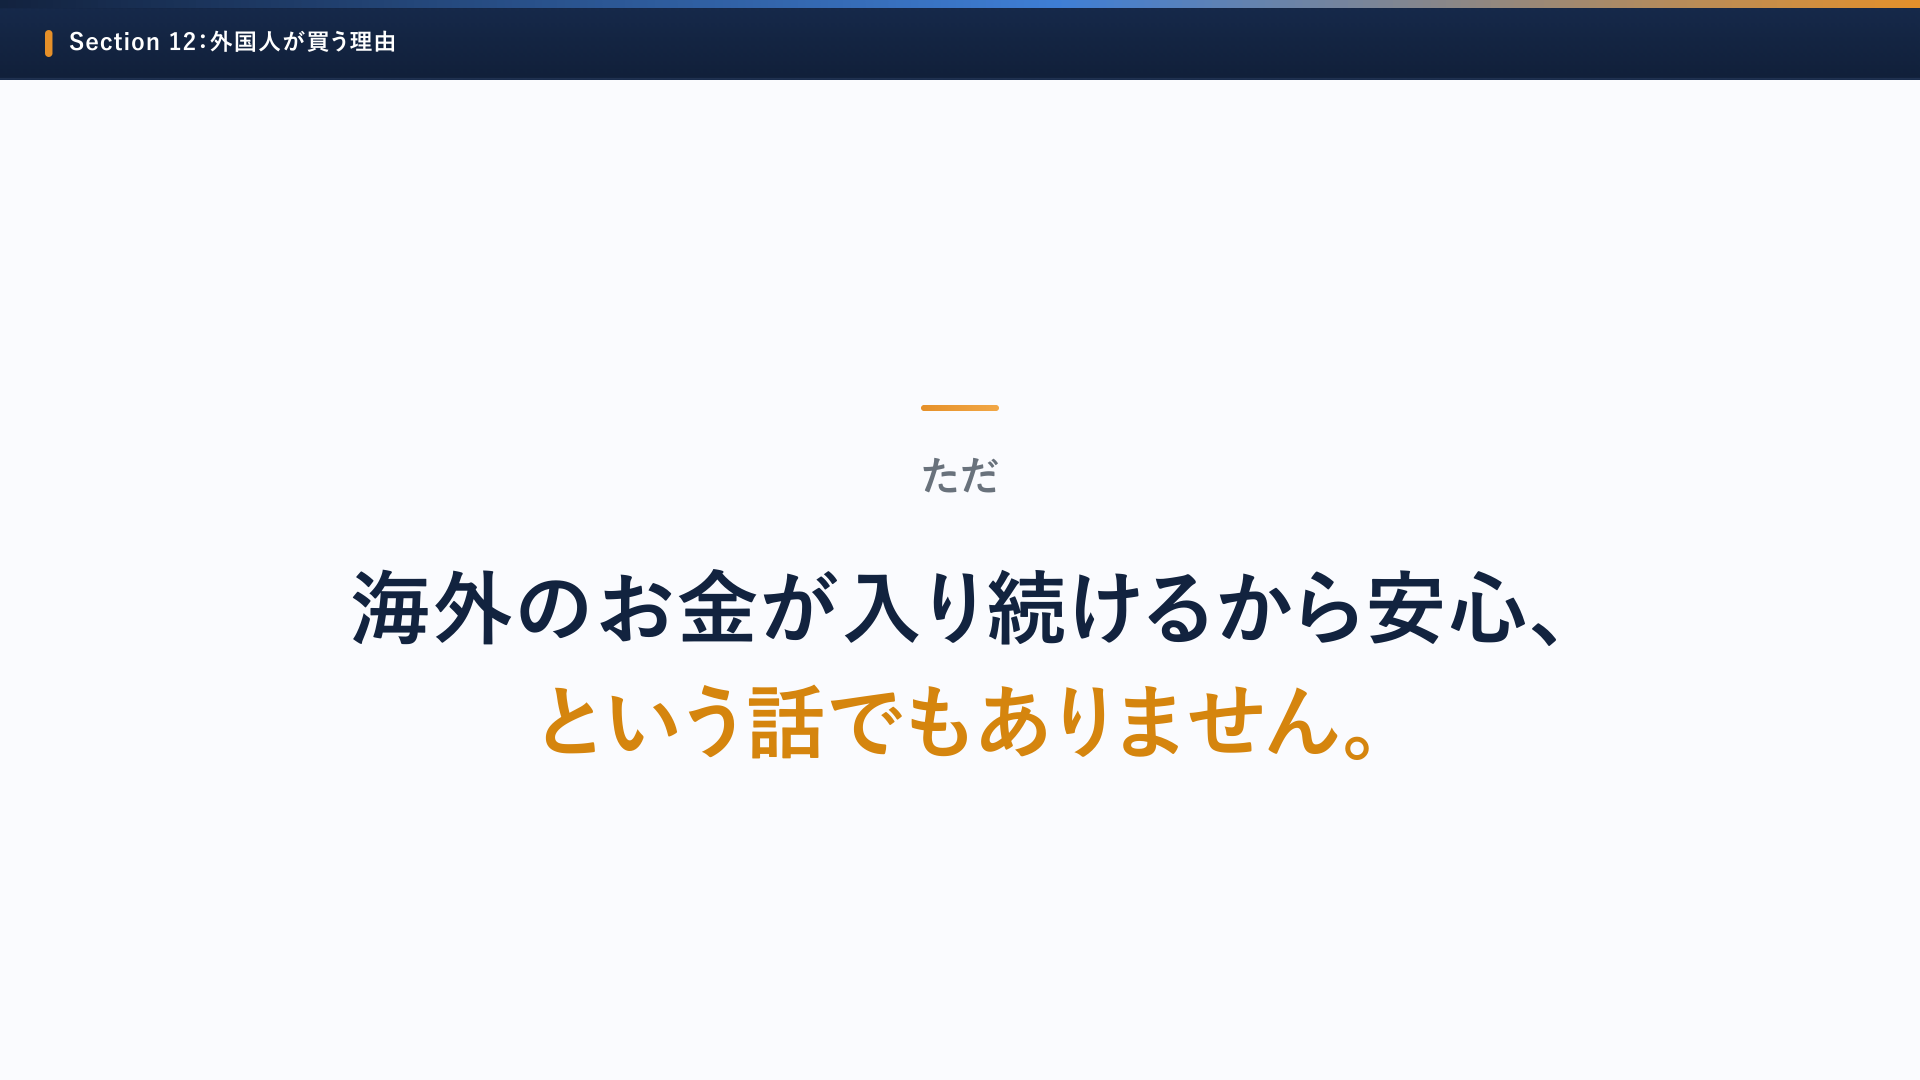 Section 12：外国人が買う理由
ただ
海外のお金が入り続けるから安心、
という話でもありません。